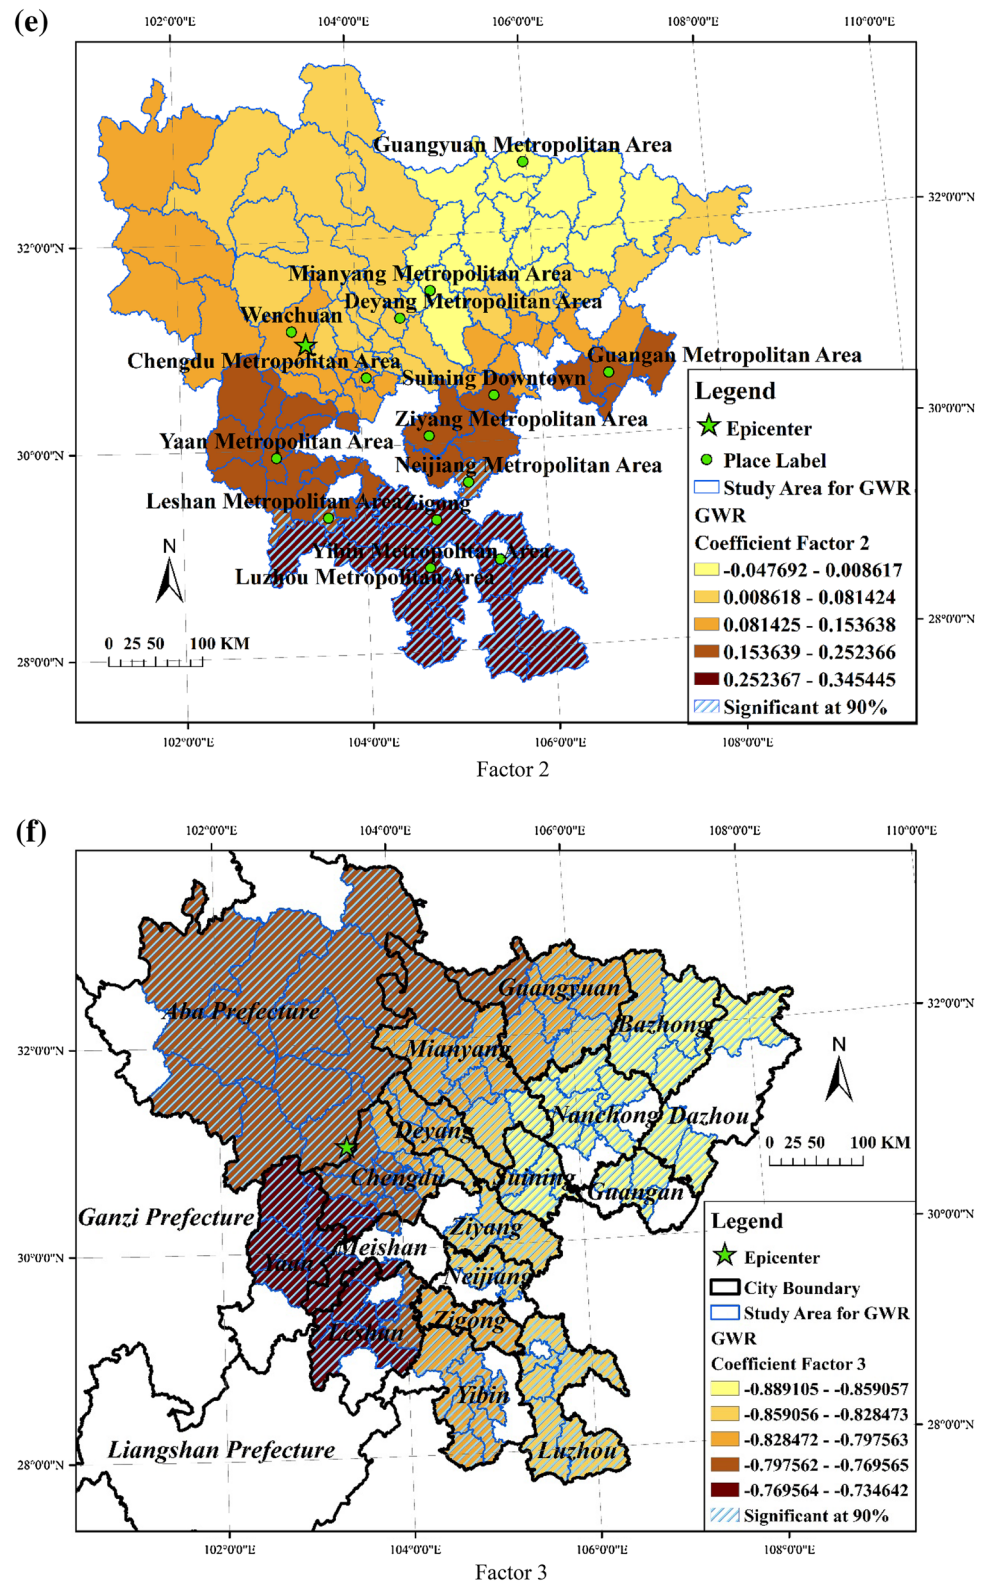 (e)
102°0'0"E 104°0'0"E 106°0'0"E 108°0'0"E 110°0'0"E
Guangyuan Metropolitan Area
32°0'0"N
32°0'0"N
Mianyang Metropolitan Area
Deyang Metropolitan Area
Wenchuan
Guangan Metropolitan Area
Chengdu Metropolitan Area
Suining Downtown
Legend
30°0'0"N
Ziyang Metropolitan Area
Epicenter
Yaan Metropolitan Area
30°0'0"N
Place Label
Neijiang Metropolitan Area
Study Area for GWR
Leshan Metropolitan Area Zigong
GWR
Coefficient Factor 2
N
Yibin Metropolitan Area
-0.047692 - 0.008617
Luzhou Metropolitan Area
0.008618 - 0.081424
28°0'0"N
0.081425 - 0.153638
0 25 50 100 KM
0.153639 - 0.252366
28°0'0"N
0.252367 - 0.345445
Significant at 90%
102°0'0"E 104°0'0"E 106°0'0"E 108°0'0"E
Factor 2
(f)
102°0'0"E 104°0'0"E 106°0'0"E 108°0'0"E 110°0'0"E
Guangyuan
32°0'0"N
Aba Prefecture
Bazhong
N
32°0'0"N
Mianyang
Nanchong Dazhou
Deyang
0 25 50 100 KM
Chengdu
Suining
Guangan
Ganzi Prefecture
30°0'0"N
Legend
Ziyang
Meishan
30°0'0"N
Epicenter
Yaan
Neijiang
City Boundary
Study Area for GWR
Zigong
Leshan
GWR
Coefficient Factor 3
-0.889105 - -0.859057
Yibin
-0.859056 - -0.828473
28°0'0"N
-0.828472 - -0.797563
Liangshan Prefecture
Luzhou
28°0'0"N
-0.797562 - -0.769565
-0.769564 - -0.734642
Significant at 90%
102°0'0"E 104°0'0"E 106°0'0"E 108°0'0"E
Factor 3